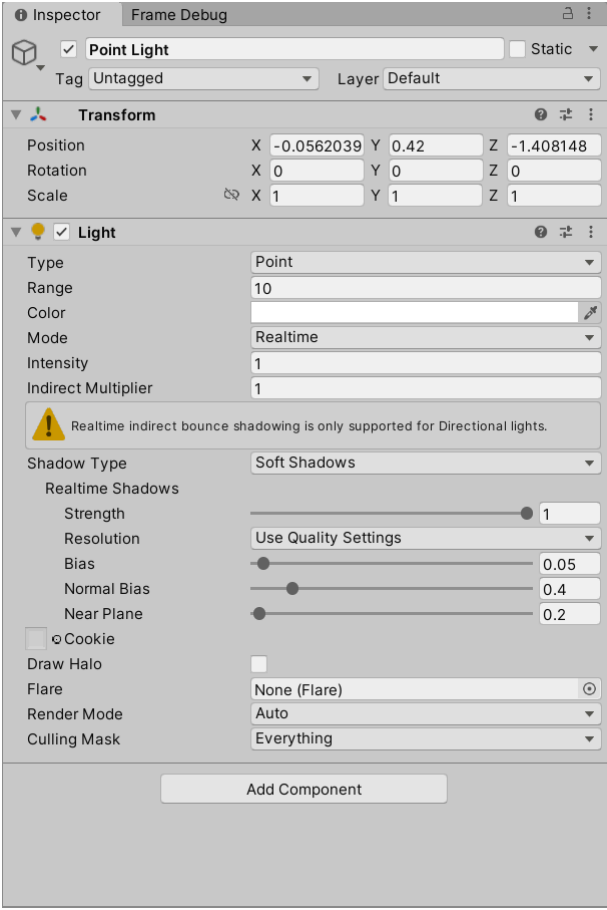 Inspector Frame Debug
Point Light Static
Tag Untagged Layer Default
Transform
Position X -0.0562039 Y 0.42 Z -1.408148
Rotation X 0 Y 0 Z 0
Scale X 1 Y 1 Z 1
Light
Type Point
Range 10
Color
Mode Realtime
Intensity 1
Indirect Multiplier 1
Realtime indirect bounce shadowing is only supported for Directional lights.
Shadow Type Soft Shadows
Realtime Shadows
Strength 1
Resolution Use Quality Settings
Bias 0.05
Normal Bias 0.4
Near Plane 0.2
Cookie
Draw Halo
Flare None (Flare)
Render Mode Auto
Culling Mask Everything
Add Component